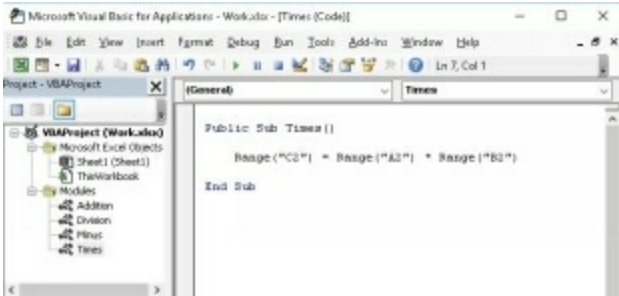 Microsoft Visual Basic for Applications - Work.xlsx - [Times (Code)]
File Edit View Insert Format Debug Run Tools Add-Ins Window Help
Ln 7, Col 1
Project - VBAProject
(General)
Times
VBAProject (Work.xlsx)
Microsoft Excel Objects
Sheet1 (Sheet1)
ThisWorkbook
Modules
Addition
Division
Minus
Times
Public Sub Times()
Range("C2") = Range("A2") * Range("B2")
End Sub